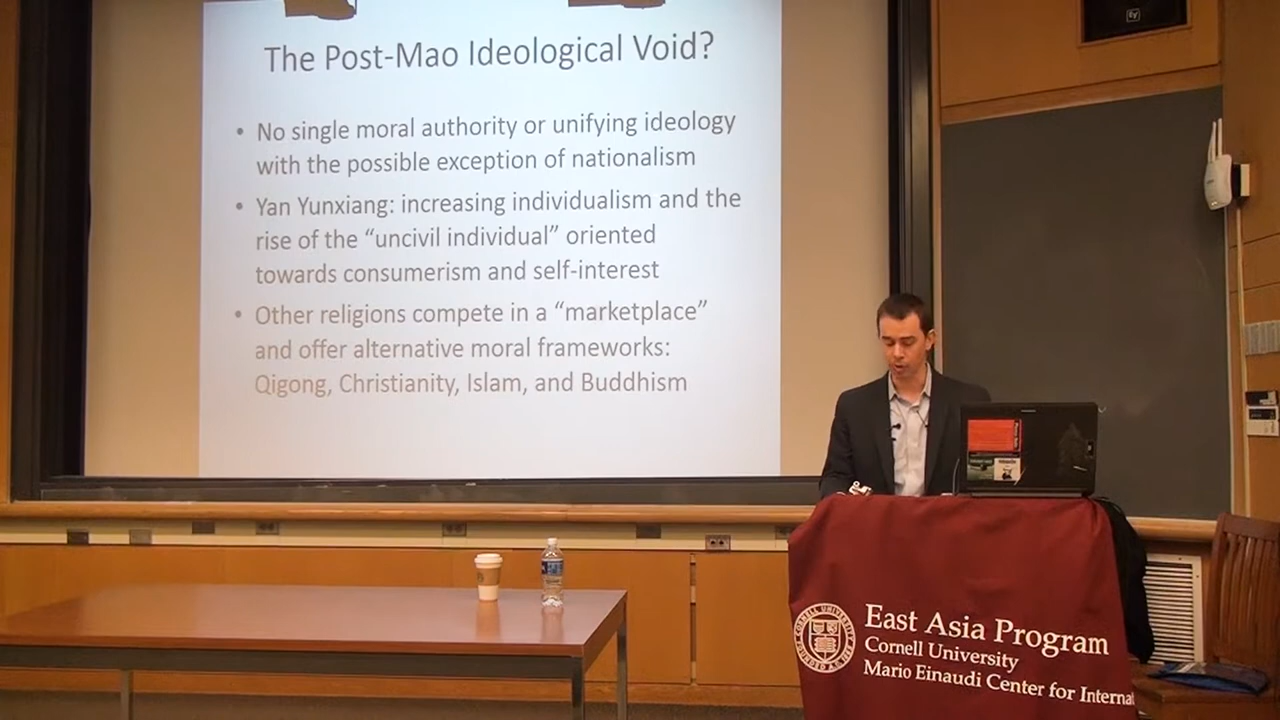 The Post-Mao Ideological Void?
• No single moral authority or unifying ideology
with the possible exception of nationalism
• Yan Yunxiang: increasing individualism and the
rise of the “uncivil individual” oriented
towards consumerism and self-interest
• Other religions compete in a “marketplace”
and offer alternative moral frameworks:
Qigong, Christianity, Islam, and Buddhism
East Asia Program
Cornell University
Mario Einaudi Center for Interna